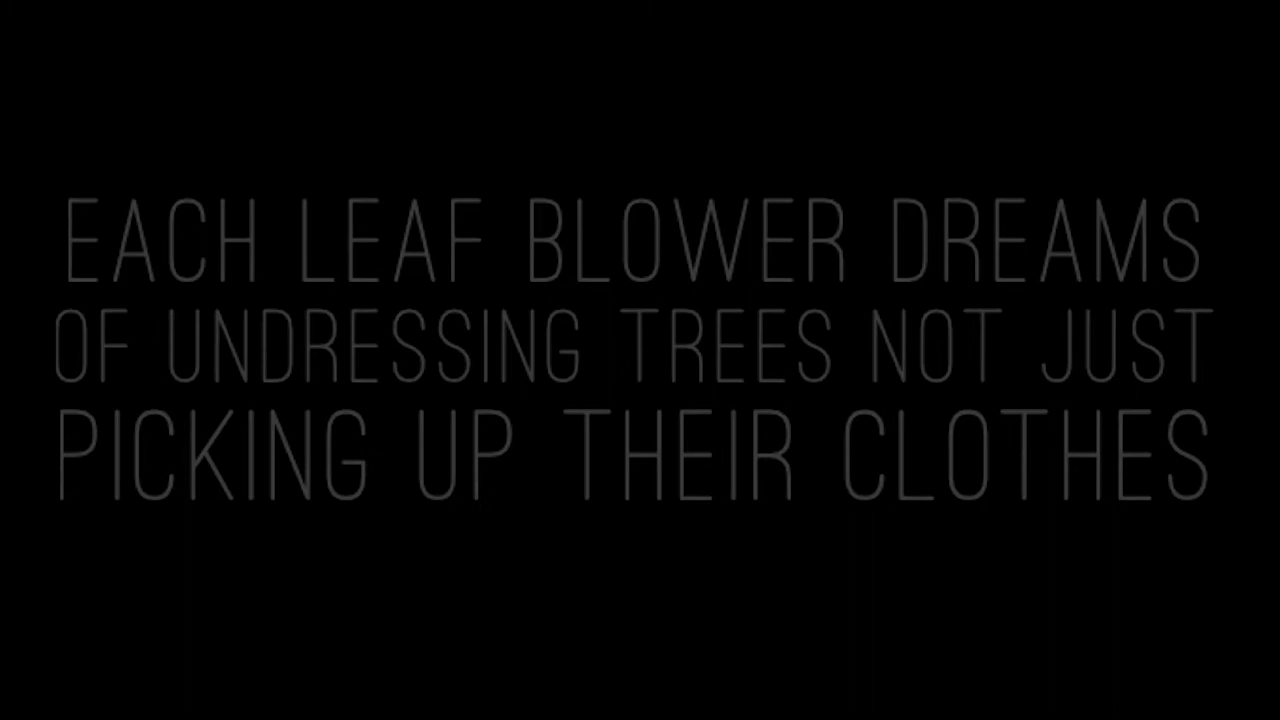 EACH LEAF BLOWER DREAMS
OF UNDRESSING TREES NOT JUST
PICKING UP THEIR CLOTHES